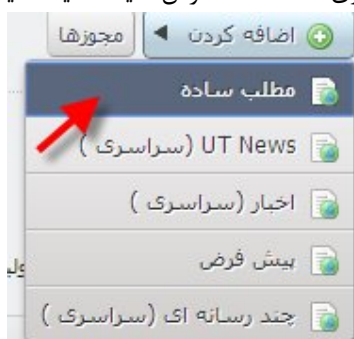 اضافه کردن
مجوزها
مطلب ساده
UT News (سراسری )
اخبار (سراسری )
پیش فرض
چند رسانه ای (سراسری )